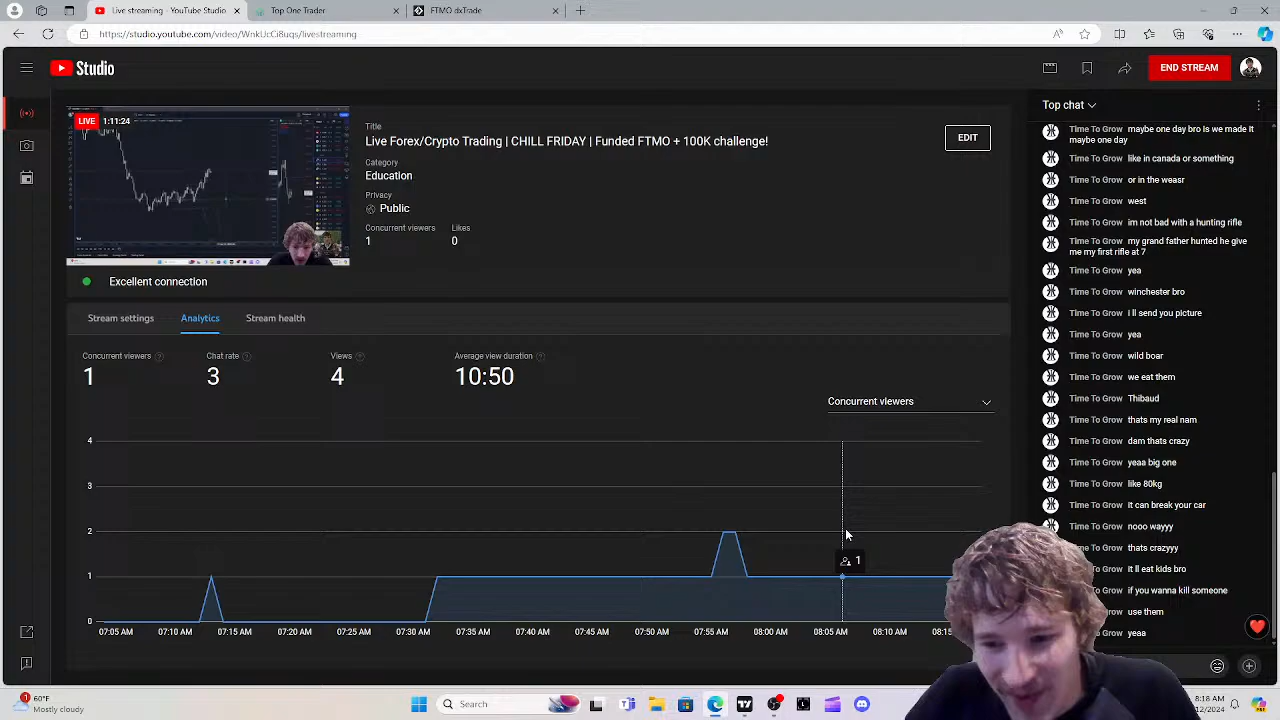 Live streaming - YouTube Studio
Top One Trader
FTMO dxTrade
https://studio.youtube.com/video/WnkUcCi8uqs/livestreaming
Studio
END STREAM
LIVE 1:11:24
Title
Live Forex/Crypto Trading | CHILL FRIDAY | Funded FTMO + 100K challenge!
EDIT
Category
Education
Privacy
Public
Concurrent viewers Likes
1 0
Excellent connection
Stream settings Analytics Stream health
Concurrent viewers Chat rate Views Average view duration
1 3 4 10:50
Concurrent viewers
4
3
2
1
1
0
07:05 AM 07:10 AM 07:15 AM 07:20 AM 07:25 AM 07:30 AM 07:35 AM 07:40 AM 07:45 AM 07:50 AM 07:55 AM 08:00 AM 08:05 AM 08:10 AM
Top chat
Time To Grow maybe one day bro Is we made it
maybe one day
Time To Grow like in canada or something
Time To Grow or in the weasr
Time To Grow west
Time To Grow im not bad with a hunting rifle
Time To Grow my grand father hunted so he give
me my first rifle at 7
Time To Grow yea
Time To Grow winchester bro
Time To Grow i ll send you picture
Time To Grow yea
Time To Grow wild boar
Time To Grow we eat them
Time To Grow Thibaud
Time To Grow thats my real nam
Time To Grow dam thats crazy
Time To Grow yeaa big one
Time To Grow like 80kg
Time To Grow it can break your car
Time To Grow nooo wayyy
Grow thats crazyyy
Grow it ll eat kids bro
Grow if you wanna kill someone
Grow use them
Grow yeaa
1
60°F
Mostly cloudy
Search
8:18 AM
12/2024